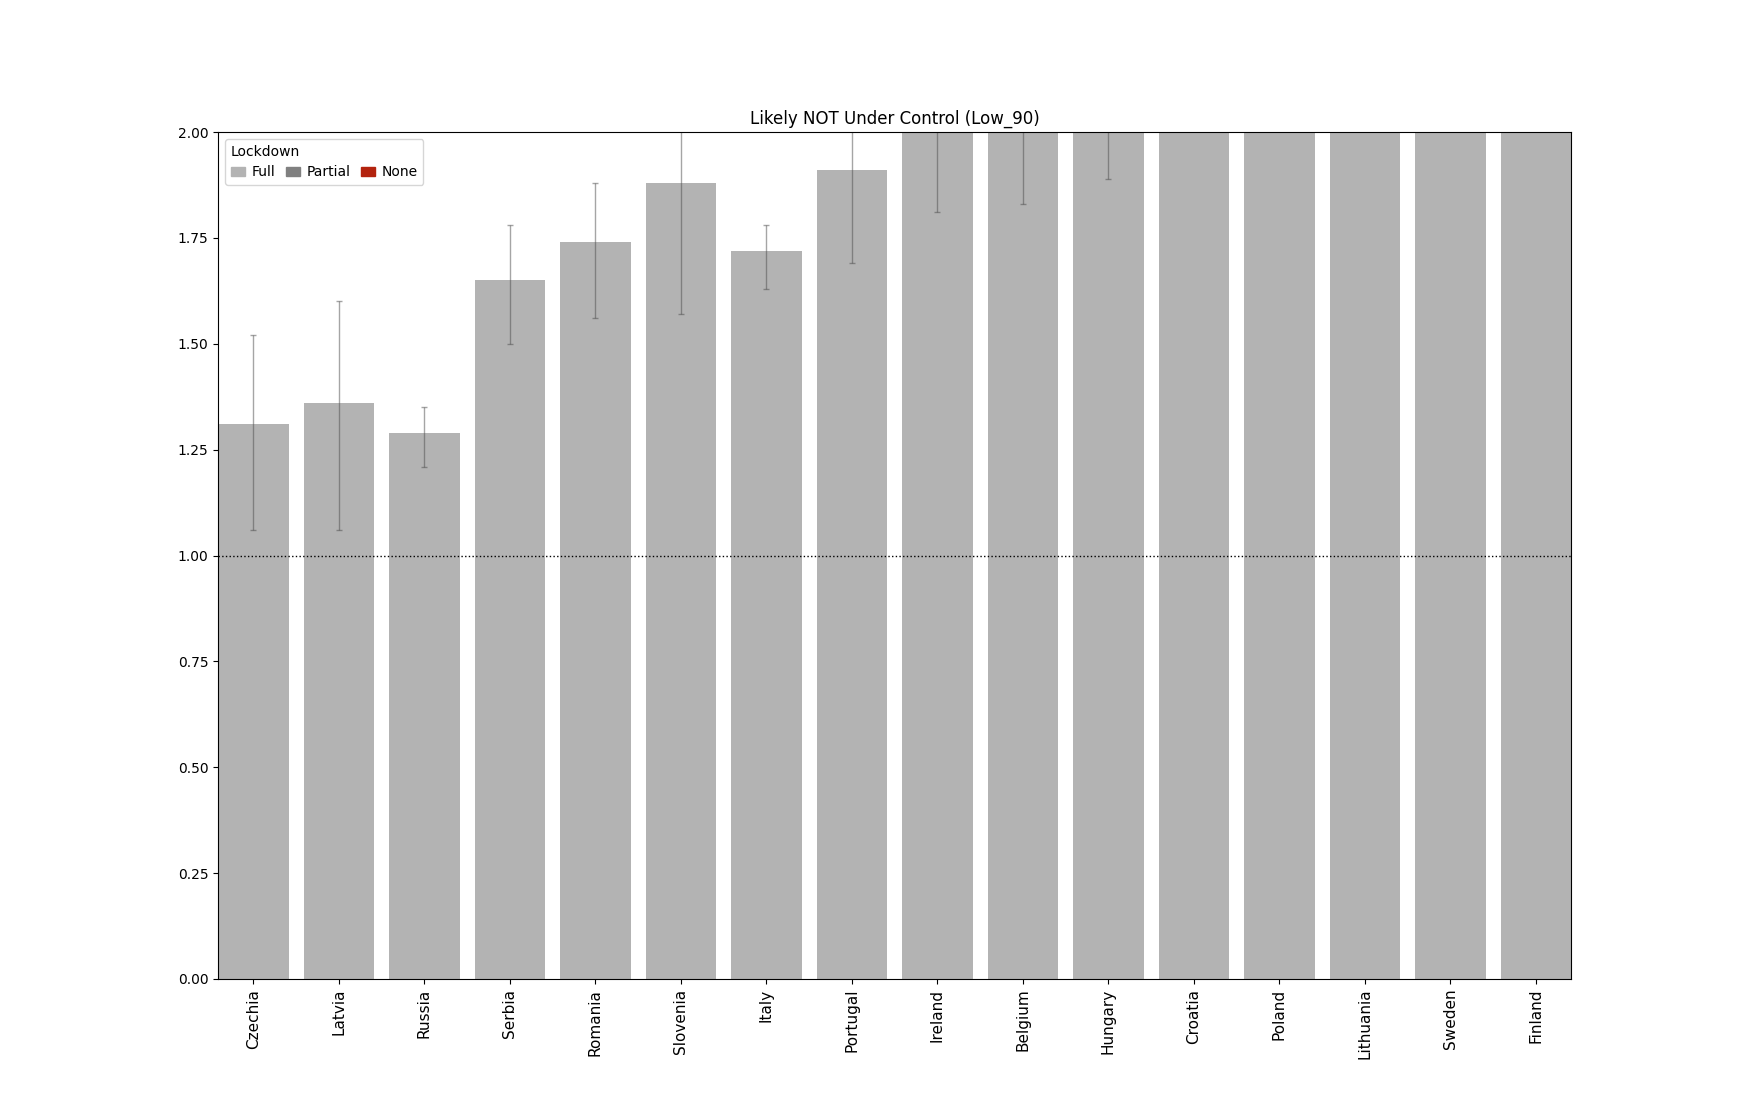 Likely NOT Under Control (Low_90)
Lockdown
Full Partial None
2.00
1.75
1.50
1.25
1.00
0.75
0.50
0.25
0.00
Czechia
Latvia
Russia
Serbia
Romania
Slovenia
Italy
Portugal
Ireland
Belgium
Hungary
Croatia
Poland
Lithuania
Sweden
Finland